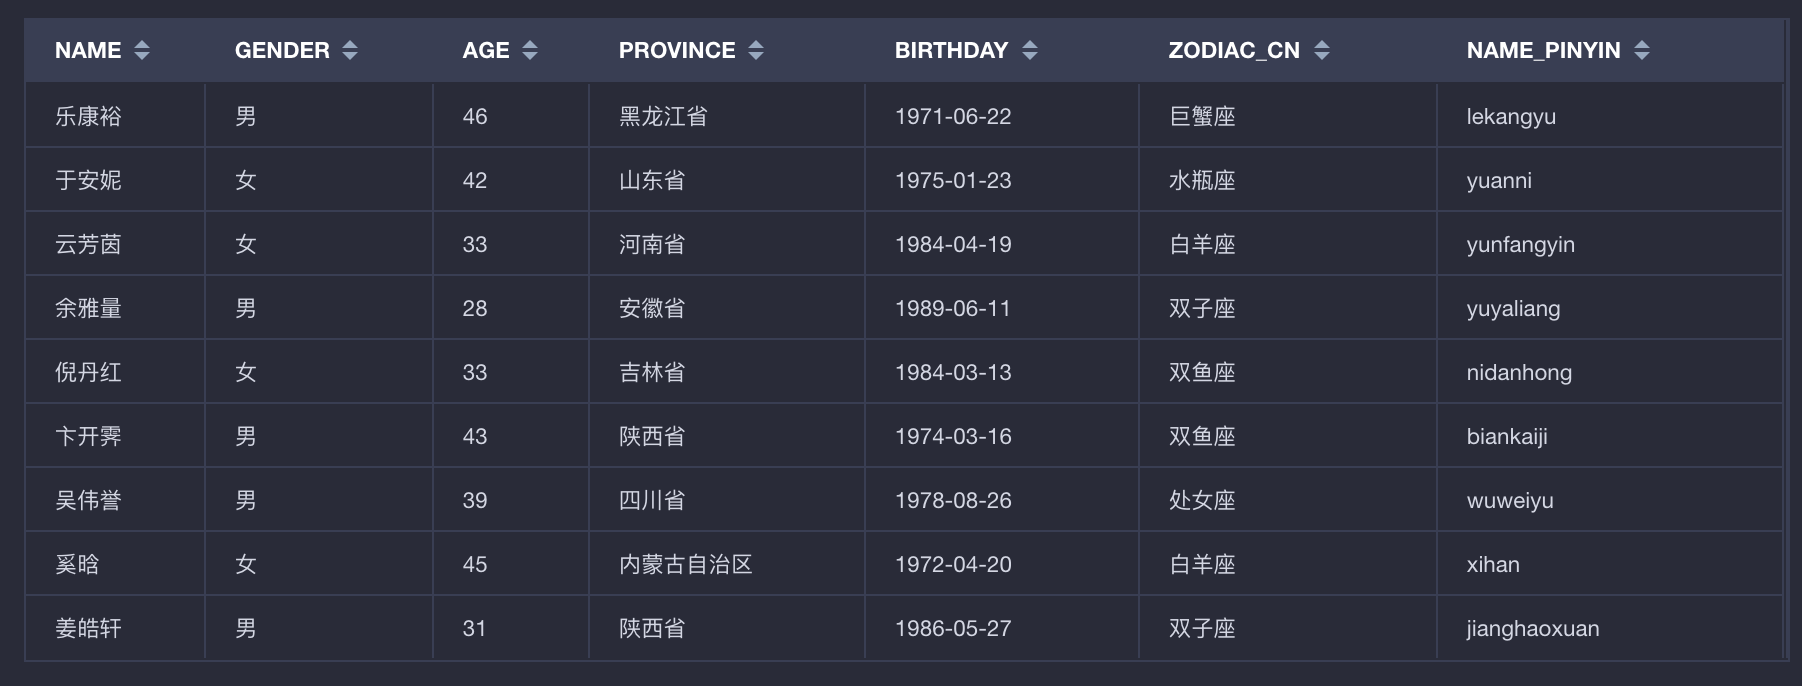 NAME GENDER AGE PROVINCE BIRTHDAY ZODIAC_CN NAME_PINYIN
乐康裕 男 46 黑龙江省 1971-06-22 巨蟹座 lekangyu
于安妮 女 42 山东省 1975-01-23 水瓶座 yuanni
云芳茵 女 33 河南省 1984-04-19 白羊座 yunfangyin
余雅量 男 28 安徽省 1989-06-11 双子座 yuyaliang
倪丹红 女 33 吉林省 1984-03-13 双鱼座 nidanhong
卞开霁 男 43 陕西省 1974-03-16 双鱼座 biankaiji
吴伟誉 男 39 四川省 1978-08-26 处女座 wuweiyu
奚晗 女 45 内蒙古自治区 1972-04-20 白羊座 xihan
姜皓轩 男 31 陕西省 1986-05-27 双子座 jianghaoxuan